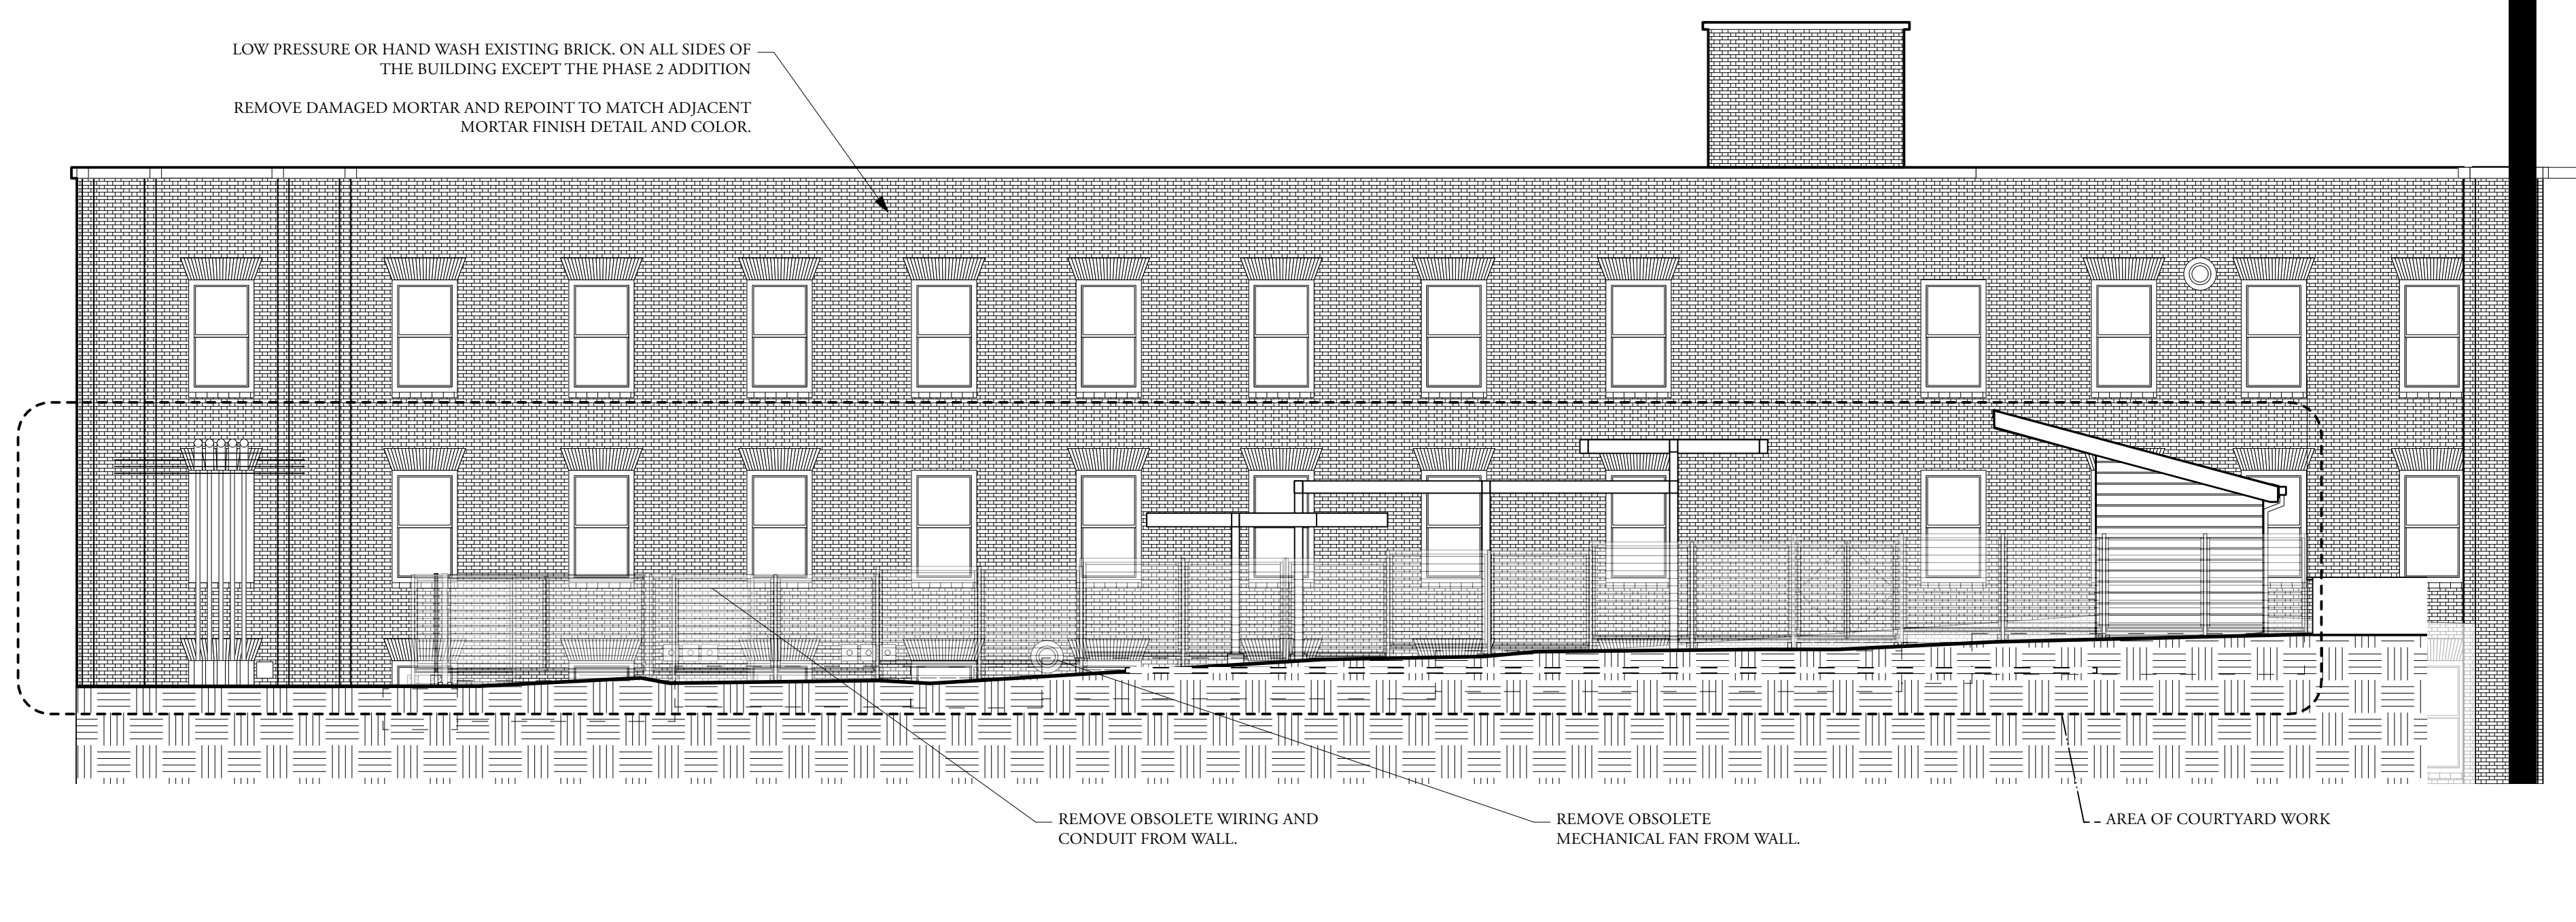 LOW PRESSURE OR HAND WASH EXISTING BRICK. ON ALL SIDES OF
THE BUILDING EXCEPT THE PHASE 2 ADDITION
REMOVE DAMAGED MORTAR AND REPOINT TO MATCH ADJACENT
MORTAR FINISH DETAIL AND COLOR.
REMOVE OBSOLETE WIRING AND
CONDUIT FROM WALL.
REMOVE OBSOLETE
MECHANICAL FAN FROM WALL.
AREA OF COURTYARD WORK